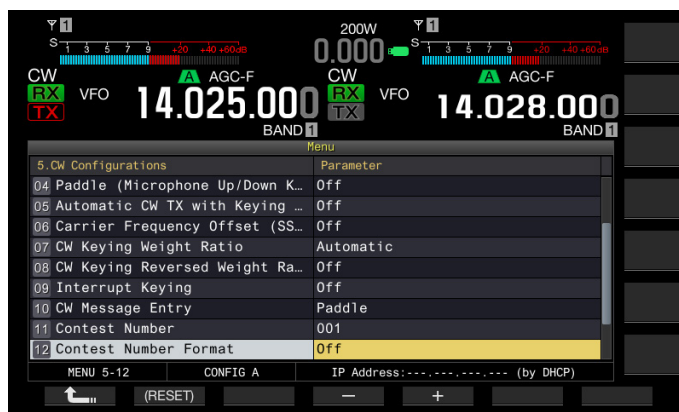 1 200W 1
S 1 3 5 7 9 +20 +40 +60dB 0.000 S 1 3 5 7 9 +20 +40 +60dB
CW A AGC-F CW A AGC-F
RX VFO 14.025.000 RX VFO 14.028.000
TX TX
BAND 1 BAND 1
Menu
5.CW Configurations Parameter
04 Paddle (Microphone Up/Down K… Off
05 Automatic CW TX with Keying … Off
06 Carrier Frequency Offset (SS… Off
07 CW Keying Weight Ratio Automatic
08 CW Keying Reversed Weight Ra… Off
09 Interrupt Keying Off
10 CW Message Entry Paddle
11 Contest Number 001
12 Contest Number Format Off
MENU 5-12 CONFIG A IP Address:---.---.---.--- (by DHCP)
(RESET) － +